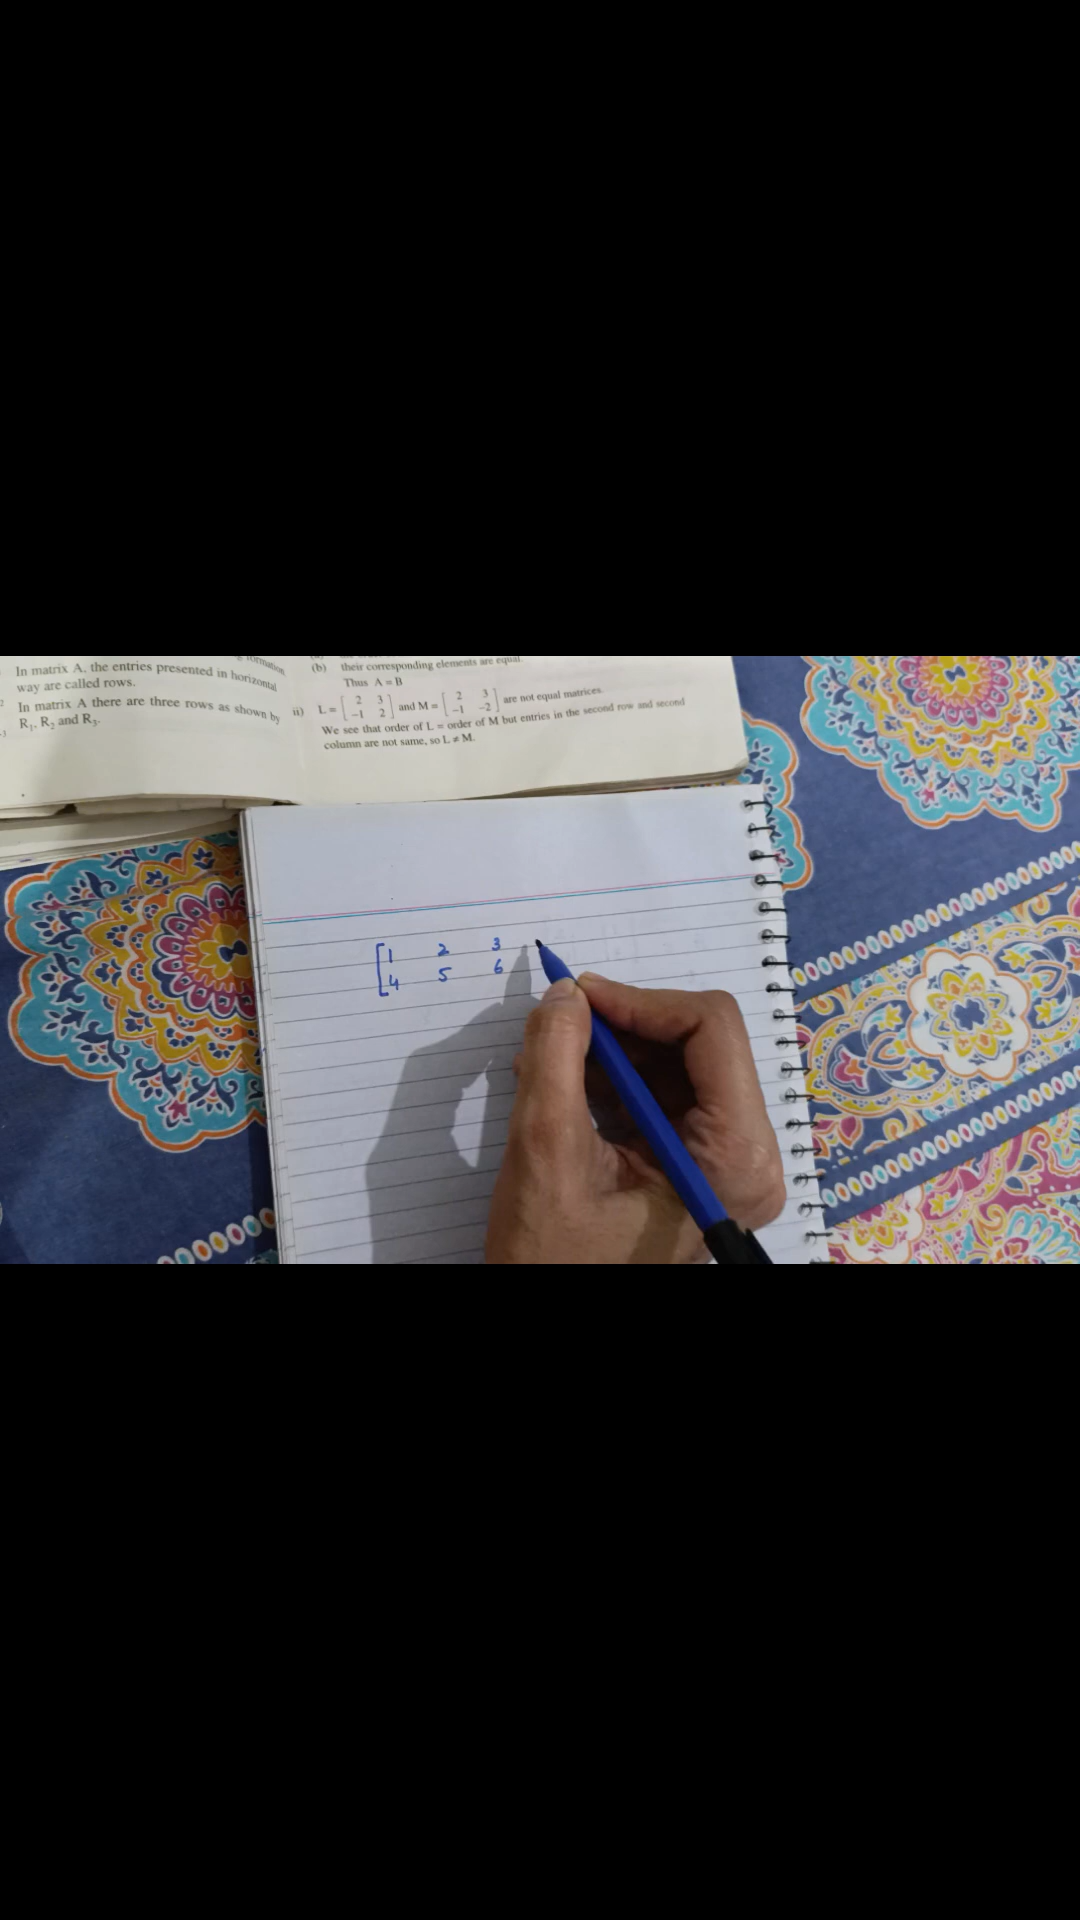 In matrix A, the entries presented in horizontal
way are called rows.
In matrix A there are three rows as shown by
R₁, R₂ and R₃.
(b) their corresponding elements are equal.
Thus A = B
ii) L = [ 2 3 ] and M = [ 2 3 ] are not equal matrices.
[ −1 2 ] [ −1 −2 ]
We see that order of L = order of M but entries in the second row and second
column are not same, so L ≠ M.
[ 1 2 3
4 5 6